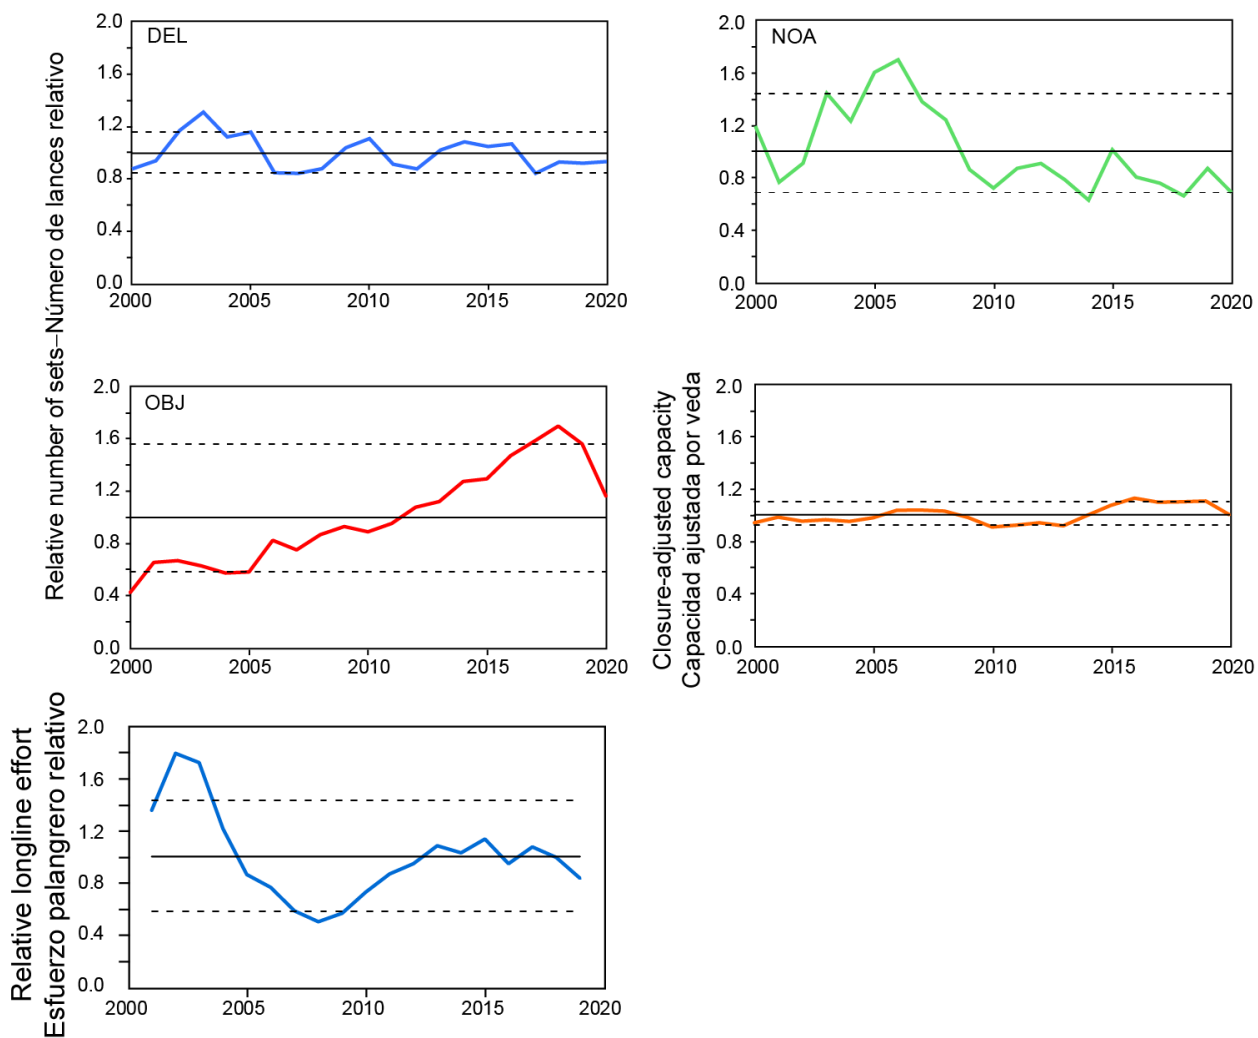 Relative number of sets–Número de lances relativo
DEL
2.0
1.6
1.2
0.8
0.4
0.0
2000 2005 2010 2015 2020
NOA
2.0
1.6
1.2
0.8
0.4
0.0
2000 2005 2010 2015 2020
OBJ
2.0
1.6
1.2
0.8
0.4
0.0
2000 2005 2010 2015 2020
Closure-adjusted capacity
Capacidad ajustada por veda
2.0
1.6
1.2
0.8
0.4
0.0
2000 2005 2010 2015 2020
Relative longline effort
Esfuerzo palangrero relativo
2.0
1.6
1.2
0.8
0.4
0.0
2000 2005 2010 2015 2020